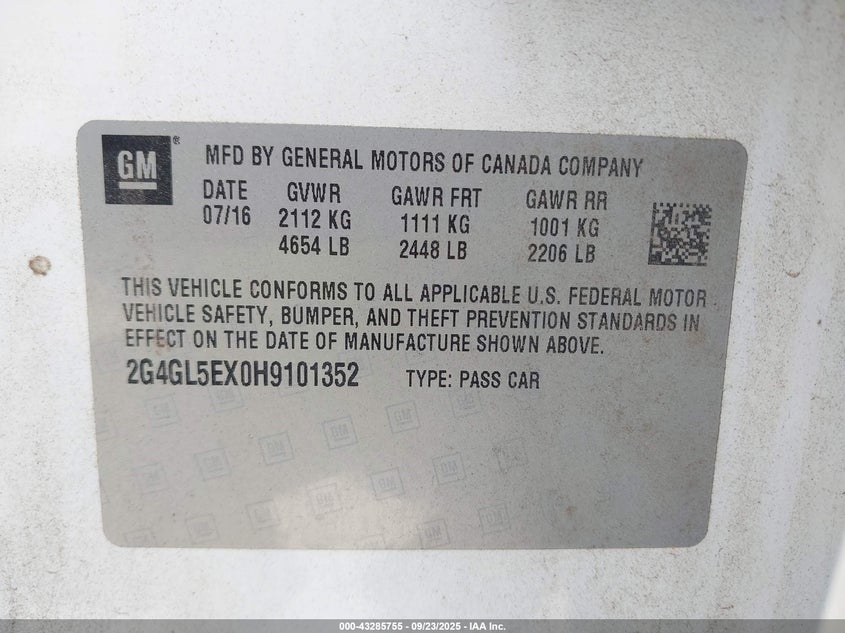 GM®
MFD BY GENERAL MOTORS OF CANADA COMPANY
DATE GVWR GAWR FRT GAWR RR
07/16 2112 KG 1111 KG 1001 KG
4654 LB 2448 LB 2206 LB
THIS VEHICLE CONFORMS TO ALL APPLICABLE U.S. FEDERAL MOTOR
VEHICLE SAFETY, BUMPER, AND THEFT PREVENTION STANDARDS IN
EFFECT ON THE DATE OF MANUFACTURE SHOWN ABOVE.
2G4GL5EX0H9101352 TYPE: PASS CAR
000-43285755 - 09/23/2025 - IAA Inc.